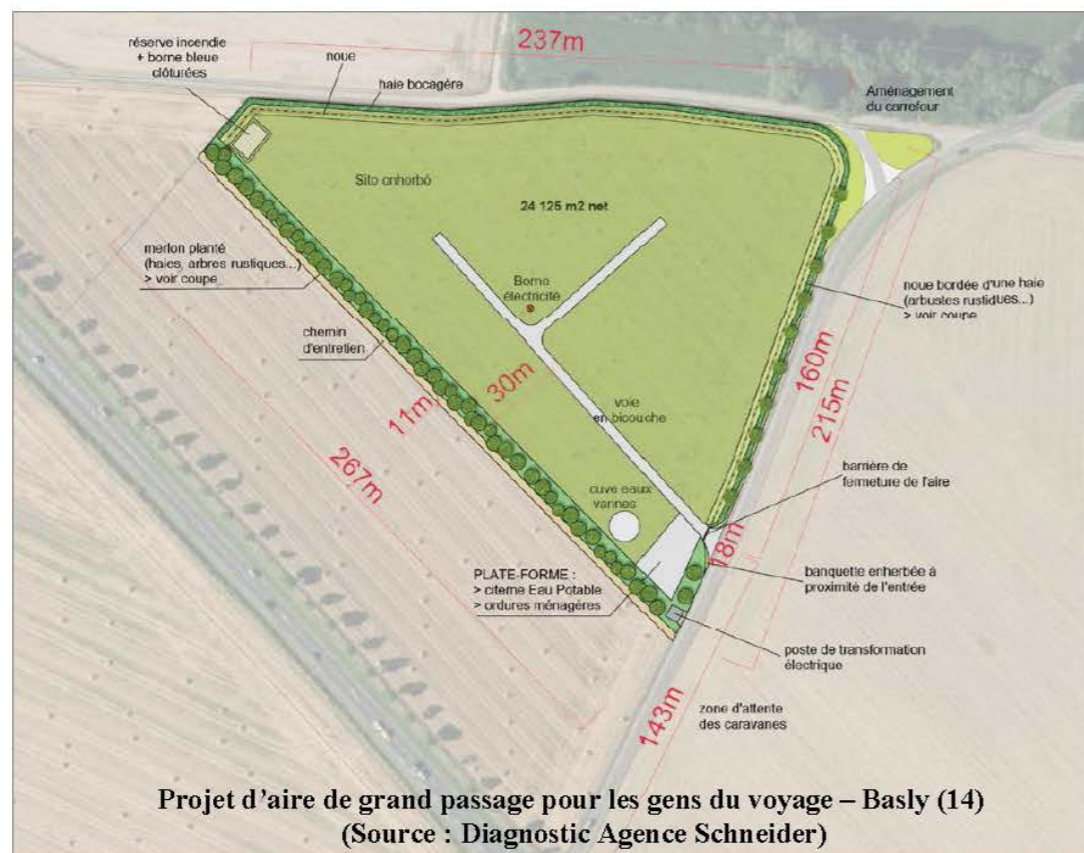 237m
réserve incendie
+ borne bleue
clôturées
noue
haie bocagère
Aménagement
du carrefour
Sito onhorbó
24 125 m2 net
merlon planté
(haies, arbres rustiques...)
> voir coupe
Borne
électricité
noue bordée d'une haie
(arbustes rustiques...)
> voir coupe
chemin
d'entretien
30m
160m
11m
voie
en bicouche
215m
267m
barrière de
fermeture de l'aire
cuve eaux
vannes
18m
PLATE-FORME :
> citerne Eau Potable
> ordures ménagères
banquette enherbée à
proximité de l'entrée
poste de transformation
électrique
143m
zone d'attente
des caravanes
Projet d'aire de grand passage pour les gens du voyage – Basly (14)
(Source : Diagnostic Agence Schneider)